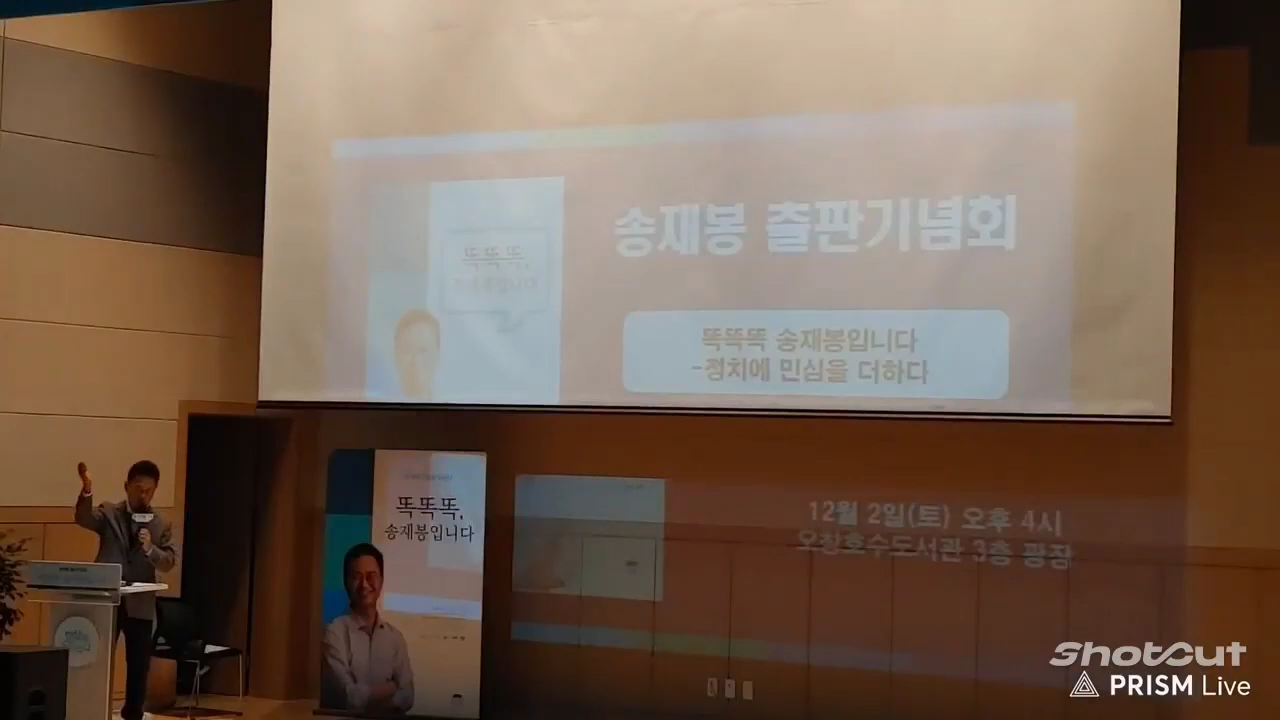 송재봉 출판기념회
똑똑똑 송재봉입니다
-정치에 민심을 더하다
똑똑똑,
똑똑똑,
송재봉입니다
12월 2일(토) 오후 4시
오창호수도서관 3층 광장
ShotCut
PRISM Live